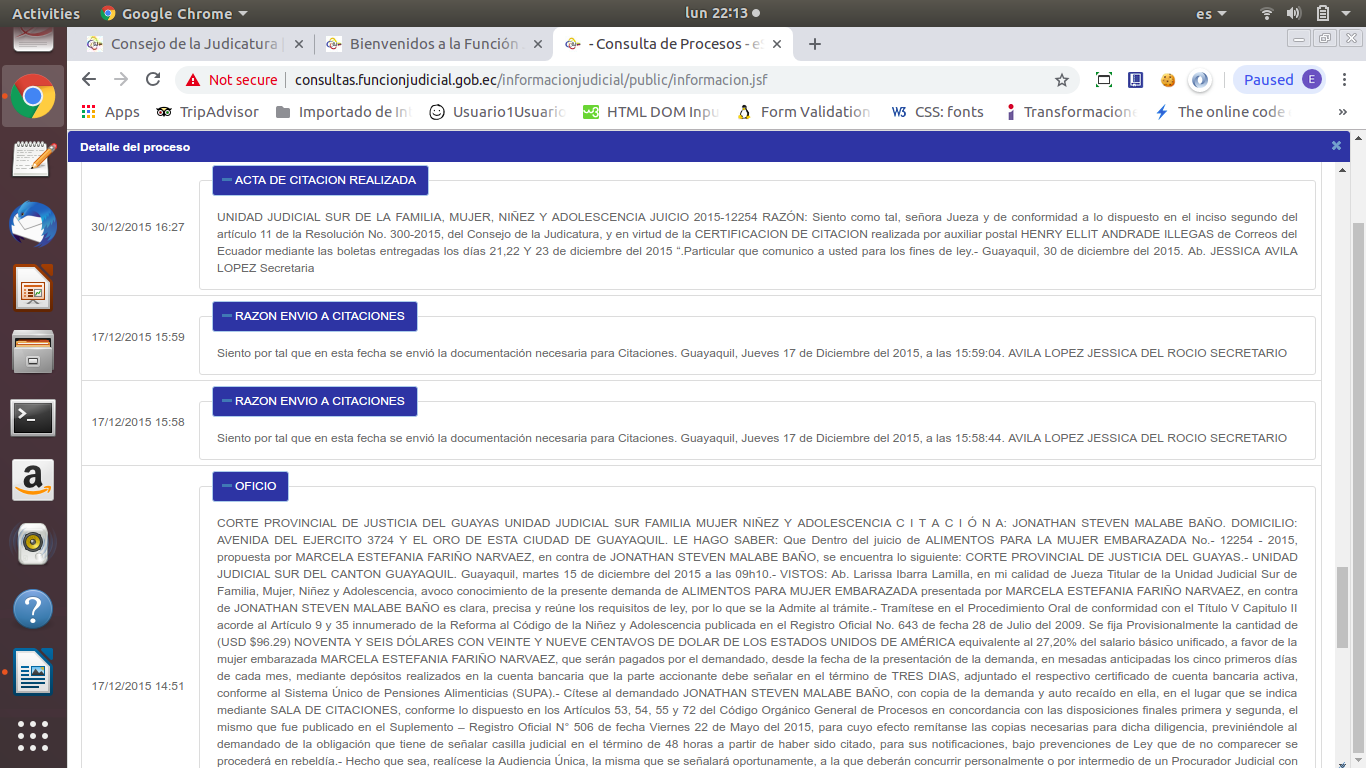 Activities
Google Chrome
lun 22:13
es
Consejo de la Judicatura
Bienvenidos a la Función
- Consulta de Procesos - eS
Not secure
consultas.funcionjudicial.gob.ec/informacionjudicial/public/informacion.jsf
Paused
E
Apps
TripAdvisor
Importado de In
Usuario1Usuario
HTML DOM Inpu
Form Validation
CSS: fonts
Transformacione
The online code
»
Detalle del proceso
ACTA DE CITACION REALIZADA
30/12/2015 16:27
UNIDAD JUDICIAL SUR DE LA FAMILIA, MUJER, NIÑEZ Y ADOLESCENCIA JUICIO 2015-12254 RAZÓN: Siento como tal, señora Jueza y de conformidad a lo dispuesto en el inciso segundo del
artículo 11 de la Resolución No. 300-2015, del Consejo de la Judicatura, y en virtud de la CERTIFICACION DE CITACION realizada por auxiliar postal HENRY ELLIT ANDRADE ILLEGAS de Correos del
Ecuador mediante las boletas entregadas los días 21,22 Y 23 de diciembre del 2015 “.Particular que comunico a usted para los fines de ley.- Guayaquil, 30 de diciembre del 2015. Ab. JESSICA AVILA
LOPEZ Secretaria
RAZON ENVIO A CITACIONES
17/12/2015 15:59
Siento por tal que en esta fecha se envió la documentación necesaria para Citaciones. Guayaquil, Jueves 17 de Diciembre del 2015, a las 15:59:04. AVILA LOPEZ JESSICA DEL ROCIO SECRETARIO
RAZON ENVIO A CITACIONES
17/12/2015 15:58
Siento por tal que en esta fecha se envió la documentación necesaria para Citaciones. Guayaquil, Jueves 17 de Diciembre del 2015, a las 15:58:44. AVILA LOPEZ JESSICA DEL ROCIO SECRETARIO
OFICIO
17/12/2015 14:51
CORTE PROVINCIAL DE JUSTICIA DEL GUAYAS UNIDAD JUDICIAL SUR FAMILIA MUJER NIÑEZ Y ADOLESCENCIA C I T A C I Ó N A: JONATHAN STEVEN MALABE BAÑO. DOMICILIO:
AVENIDA DEL EJERCITO 3724 Y EL ORO DE ESTA CIUDAD DE GUAYAQUIL. LE HAGO SABER: Que Dentro del juicio de ALIMENTOS PARA LA MUJER EMBARAZADA No.- 12254 - 2015,
propuesta por MARCELA ESTEFANIA FARIÑO NARVAEZ, en contra de JONATHAN STEVEN MALABE BAÑO, se encuentra lo siguiente: CORTE PROVINCIAL DE JUSTICIA DEL GUAYAS.- UNIDAD
JUDICIAL SUR DEL CANTON GUAYAQUIL. Guayaquil, martes 15 de diciembre del 2015 a las 09h10.- VISTOS: Ab. Larissa Ibarra Lamilla, en mi calidad de Jueza Titular de la Unidad Judicial Sur de
Familia, Mujer, Niñez y Adolescencia, avoco conocimiento de la presente demanda de ALIMENTOS PARA MUJER EMBARAZADA presentada por MARCELA ESTEFANIA FARIÑO NARVAEZ, en contra
de JONATHAN STEVEN MALABE BAÑO es clara, precisa y reúne los requisitos de ley, por lo que se la Admite al trámite.- Tramítese en el Procedimiento Oral de conformidad con el Título V Capitulo II
acorde al Artículo 9 y 35 innumerado de la Reforma al Código de la Niñez y Adolescencia publicada en el Registro Oficial No. 643 de fecha 28 de Julio del 2009. Se fija Provisionalmente la cantidad de
(USD $96.29) NOVENTA Y SEIS DÓLARES CON VEINTE Y NUEVE CENTAVOS DE DOLAR DE LOS ESTADOS UNIDOS DE AMÉRICA equivalente al 27,20% del salario básico unificado, a favor de la
mujer embarazada MARCELA ESTEFANIA FARIÑO NARVAEZ, que serán pagados por el demandado, desde la fecha de la presentación de la demanda, en mesadas anticipadas los cinco primeros días
de cada mes, mediante depósitos realizados en la cuenta bancaria que la parte accionante debe señalar en el término de TRES DIAS, adjuntado el respectivo certificado de cuenta bancaria activa,
conforme al Sistema Único de Pensiones Alimenticias (SUPA).- Cítese al demandado JONATHAN STEVEN MALABE BAÑO, con copia de la demanda y auto recaído en ella, en el lugar que se indica
mediante SALA DE CITACIONES, conforme lo dispuesto en los Artículos 53, 54, 55 y 72 del Código Orgánico General de Procesos en concordancia con las disposiciones finales primera y segunda, el
mismo que fue publicado en el Suplemento – Registro Oficial N° 506 de fecha Viernes 22 de Mayo del 2015, para cuyo efecto remítanse las copias necesarias para dicha diligencia, previniéndole al
demandado de la obligación que tiene de señalar casilla judicial en el término de 48 horas a partir de haber sido citado, para sus notificaciones, bajo prevenciones de Ley que de no comparecer se
procederá en rebeldía.- Hecho que sea, realícese la Audiencia Única, la misma que se señalará oportunamente, a la que deberán concurrir personalmente o por intermedio de un Procurador Judicial con